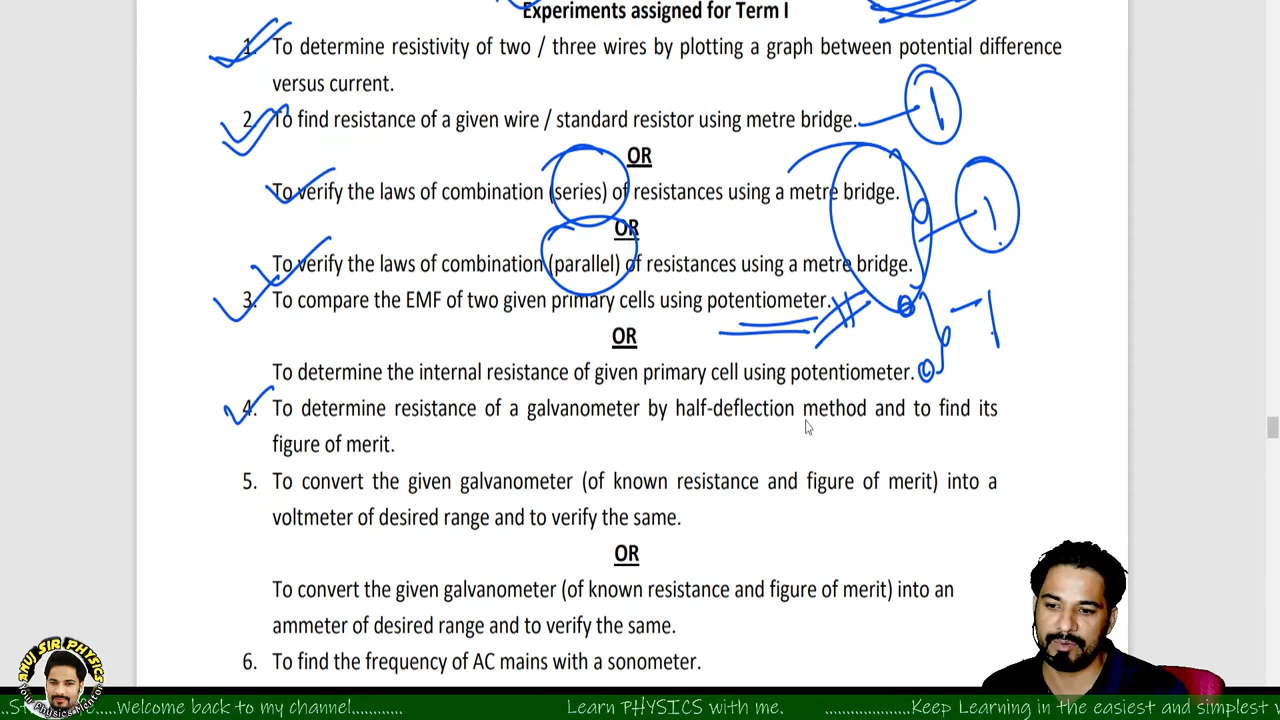 Experiments assigned for Term I
1. To determine resistivity of two / three wires by plotting a graph between potential difference
versus current.
2. To find resistance of a given wire / standard resistor using metre bridge. 1
OR
To verify the laws of combination (series) of resistances using a metre bridge. 1
OR
To verify the laws of combination (parallel) of resistances using a metre bridge.
3. To compare the EMF of two given primary cells using potentiometer. 1
OR
To determine the internal resistance of given primary cell using potentiometer.
4. To determine resistance of a galvanometer by half-deflection method and to find its
figure of merit.
5. To convert the given galvanometer (of known resistance and figure of merit) into a
voltmeter of desired range and to verify the same.
OR
To convert the given galvanometer (of known resistance and figure of merit) into an
ammeter of desired range and to verify the same.
6. To find the frequency of AC mains with a sonometer.
ANUJ SIR PHYSICS
Your Physics Mentor
....Welcome back to my channel........... Learn PHYSICS with me. ...............Keep Learning in the easiest and simplest